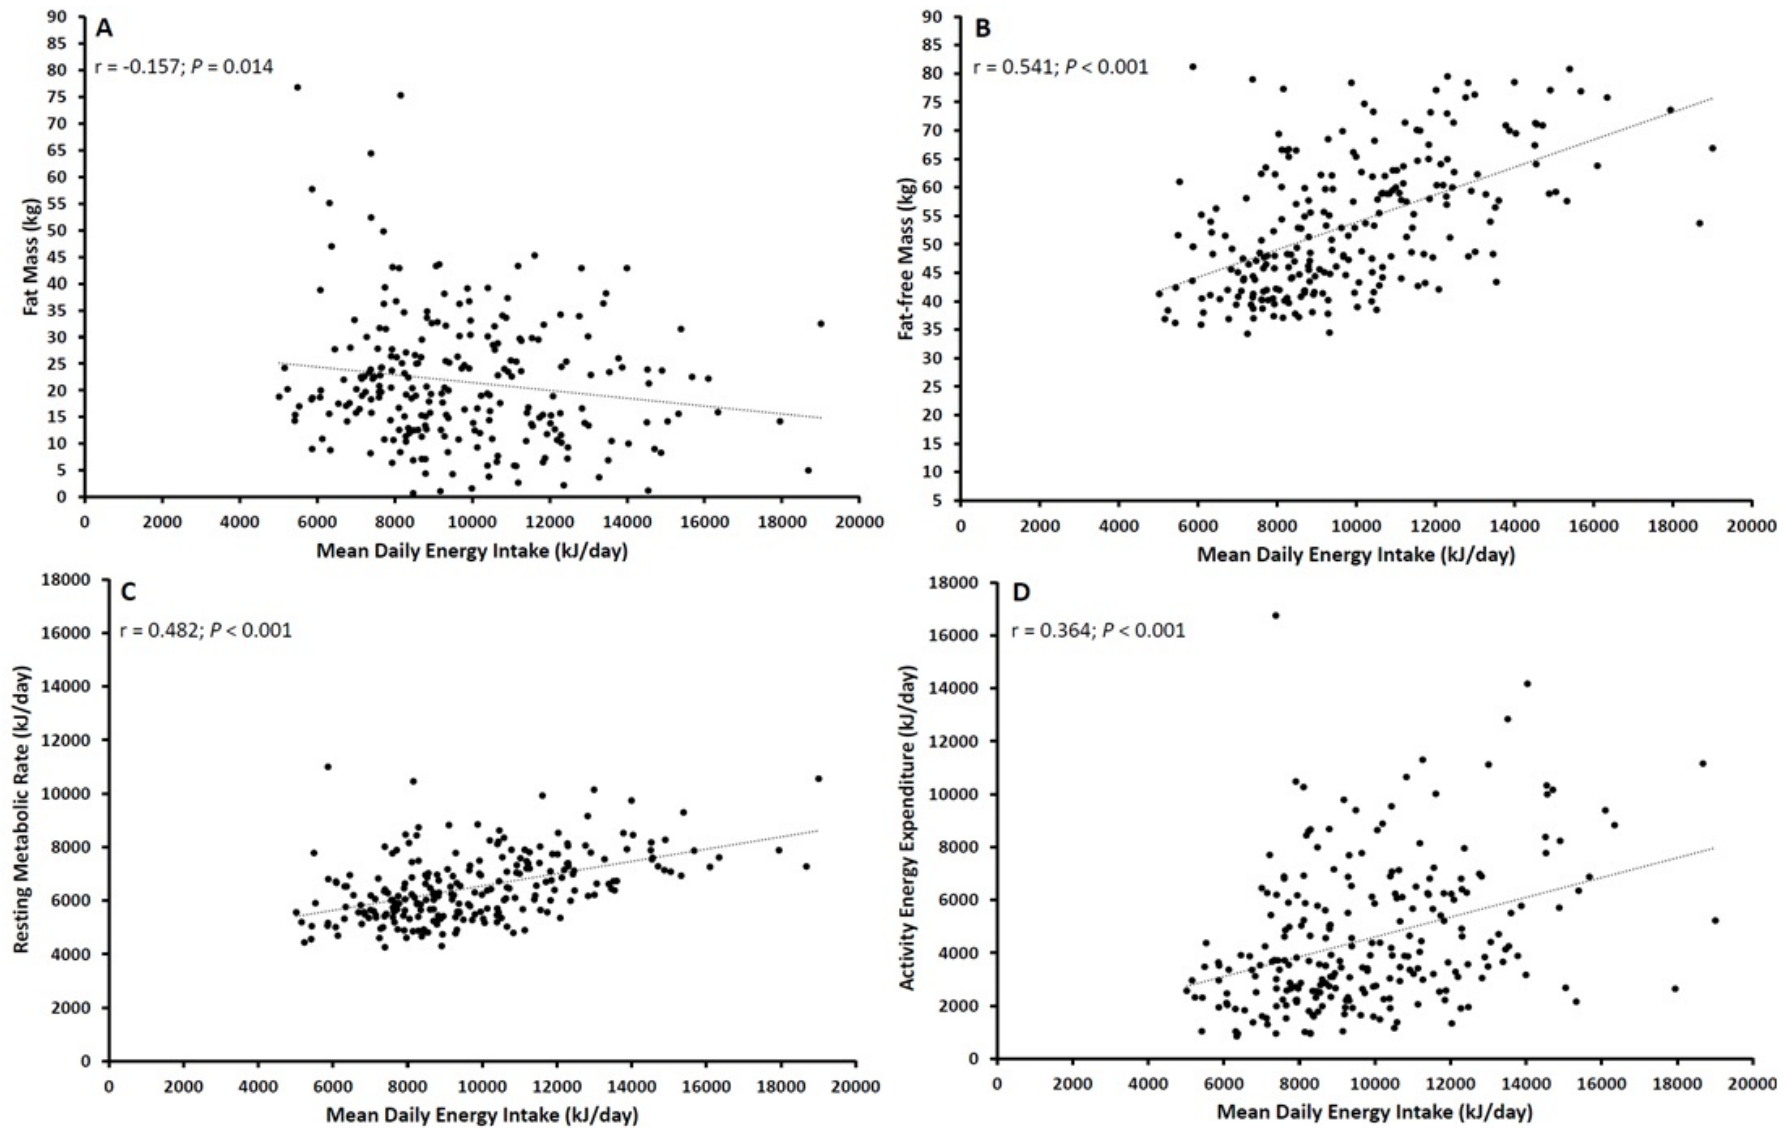 A
r = -0.157; P = 0.014
Fat Mass (kg)
90
85
80
75
70
65
60
55
50
45
40
35
30
25
20
15
10
5
0
0 2000 4000 6000 8000 10000 12000 14000 16000 18000 20000
Mean Daily Energy Intake (kJ/day)
B
r = 0.541; P < 0.001
Fat-free Mass (kg)
90
85
80
75
70
65
60
55
50
45
40
35
30
25
20
15
10
5
0 2000 4000 6000 8000 10000 12000 14000 16000 18000 20000
Mean Daily Energy Intake (kJ/day)
C
r = 0.482; P < 0.001
Resting Metabolic Rate (kJ/day)
18000
16000
14000
12000
10000
8000
6000
4000
2000
0
0 2000 4000 6000 8000 10000 12000 14000 16000 18000 20000
Mean Daily Energy Intake (kJ/day)
D
r = 0.364; P < 0.001
Activity Energy Expenditure (kJ/day)
18000
16000
14000
12000
10000
8000
6000
4000
2000
0
0 2000 4000 6000 8000 10000 12000 14000 16000 18000 20000
Mean Daily Energy Intake (kJ/day)